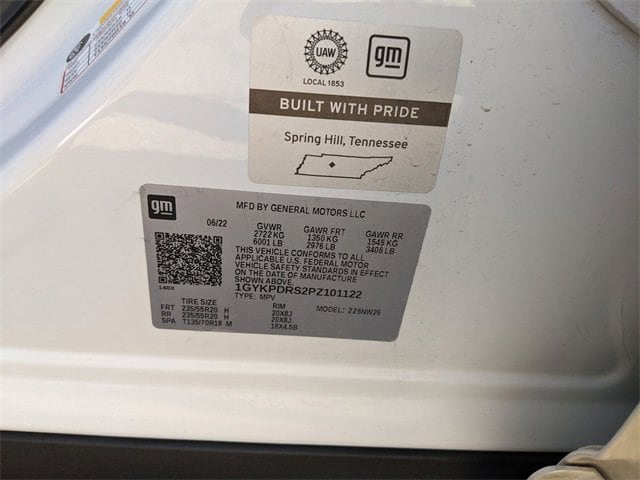 UAW
gm
LOCAL 1853
BUILT WITH PRIDE
Spring Hill, Tennessee
gm
MFD BY GENERAL MOTORS LLC
06/22 GVWR GAWR FRT GAWR RR
2722 KG 1350 KG 1545 KG
6001 LB 2976 LB 3406 LB
THIS VEHICLE CONFORMS TO ALL
APPLICABLE U.S. FEDERAL MOTOR
VEHICLE SAFETY STANDARDS IN EFFECT
ON THE DATE OF MANUFACTURE
SHOWN ABOVE.
140X
1GYKPDRS2PZ101122
TYPE: MPV MODEL: 226NW26
TIRE SIZE RIM
FRT 235/55R20 H 20X8J
RR 235/55R20 H 20X8J
SPA T135/70R18 M 18X4.5B